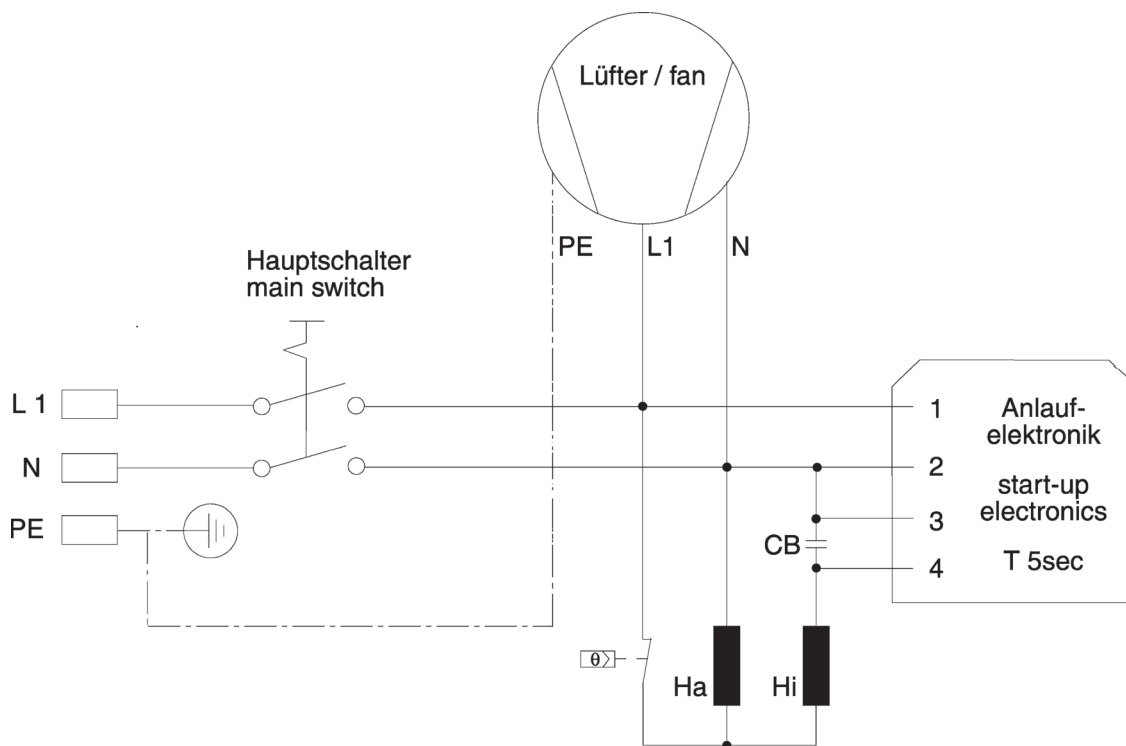 Lüfter / fan
PE
L1
N
Hauptschalter
main switch
L 1
N
PE
1
2
3
4
Anlauf-
elektronik
start-up
electronics
T 5sec
CB
θ
Ha
Hi